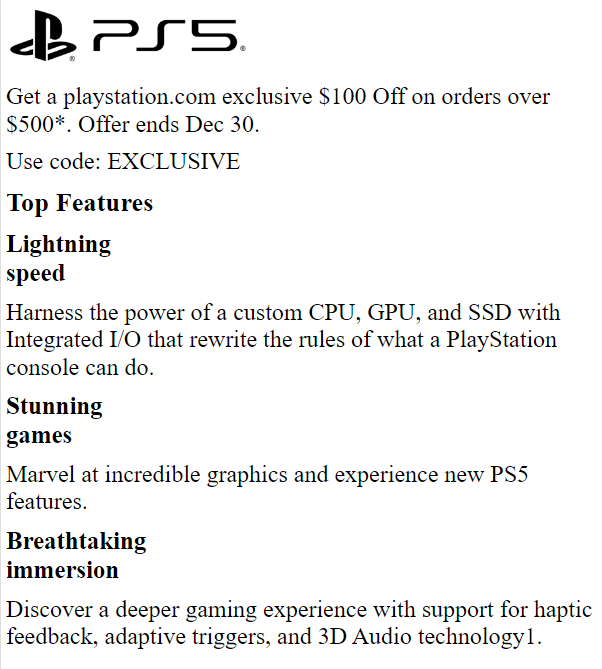 PS5
Get a playstation.com exclusive $100 Off on orders over
$500*. Offer ends Dec 30.
Use code: EXCLUSIVE
Top Features
Lightning
speed
Harness the power of a custom CPU, GPU, and SSD with
Integrated I/O that rewrite the rules of what a PlayStation
console can do.
Stunning
games
Marvel at incredible graphics and experience new PS5
features.
Breathtaking
immersion
Discover a deeper gaming experience with support for haptic
feedback, adaptive triggers, and 3D Audio technology1.